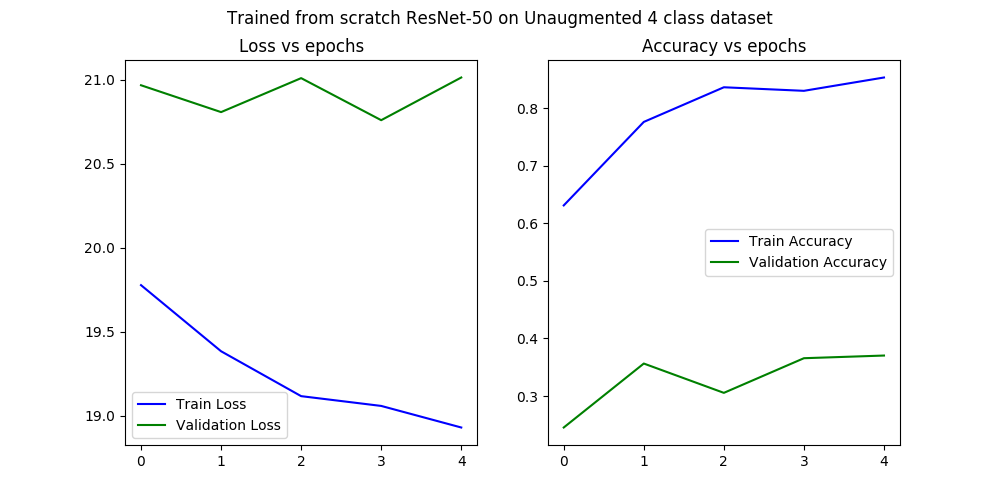 Trained from scratch ResNet-50 on Unaugmented 4 class dataset
Loss vs epochs
21.0
20.5
20.0
19.5
19.0
Train Loss
Validation Loss
0 1 2 3 4
Accuracy vs epochs
0.8
0.7
0.6
0.5
0.4
0.3
Train Accuracy
Validation Accuracy
0 1 2 3 4